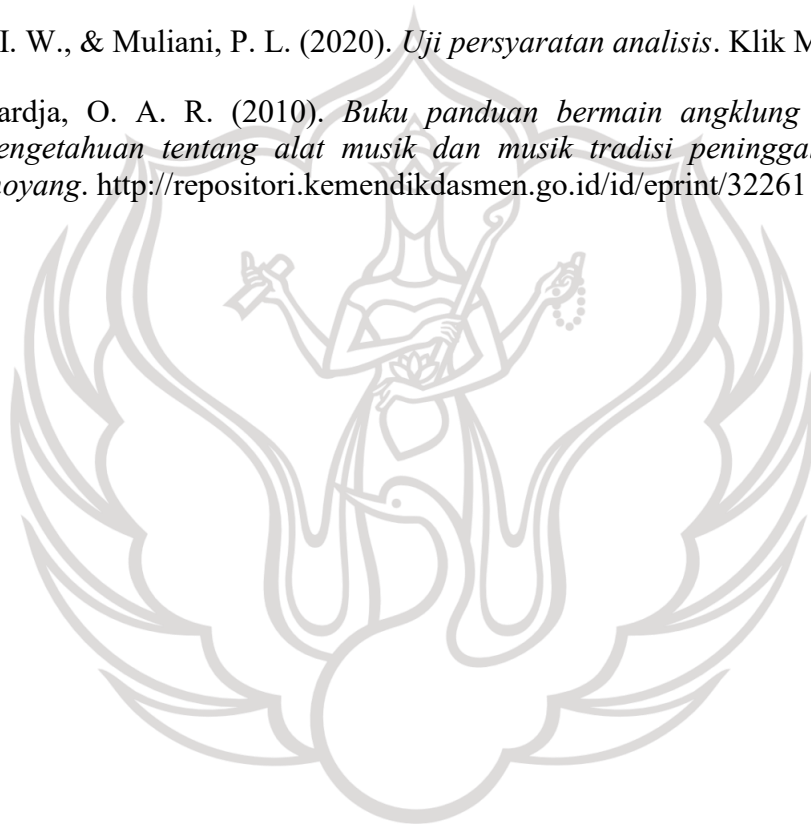 I. W., & Muliani, P. L. (2020). Uji persyaratan analisis. Klik M
ardja, O. A. R. (2010). Buku panduan bermain angklung
engetahuan tentang alat musik dan musik tradisi peningga
oyang. http://repositori.kemendikdasmen.go.id/id/eprint/32261